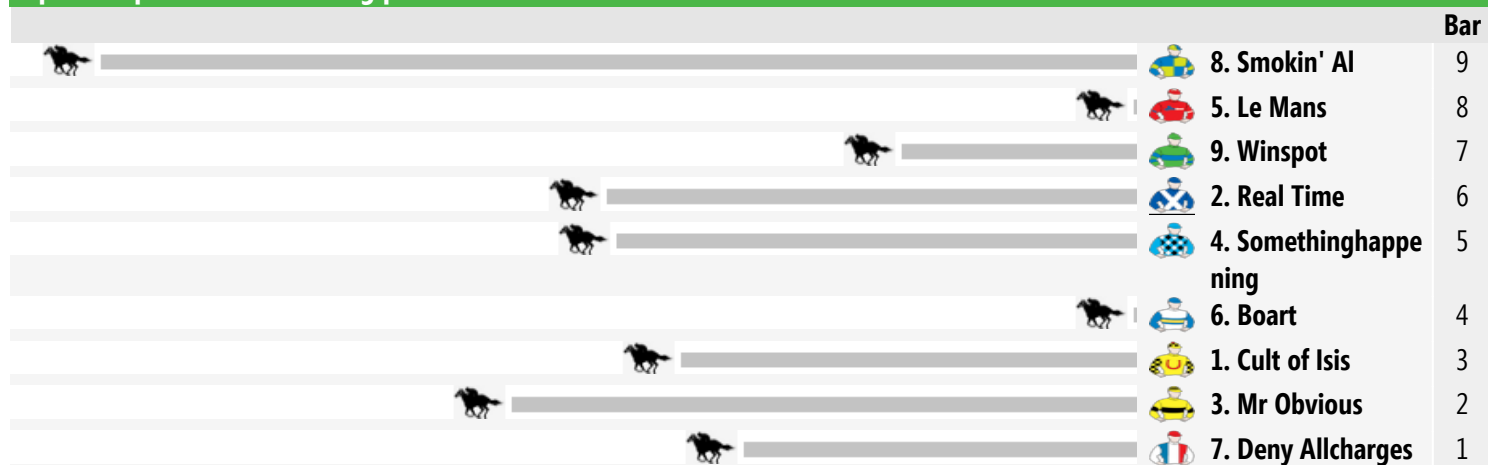 Bar
8. Smokin' Al 9
5. Le Mans 8
9. Winspot 7
2. Real Time 6
4. Somethinghappe 5
ning
6. Boart 4
1. Cult of Isis 3
3. Mr Obvious 2
7. Deny Allcharges 1